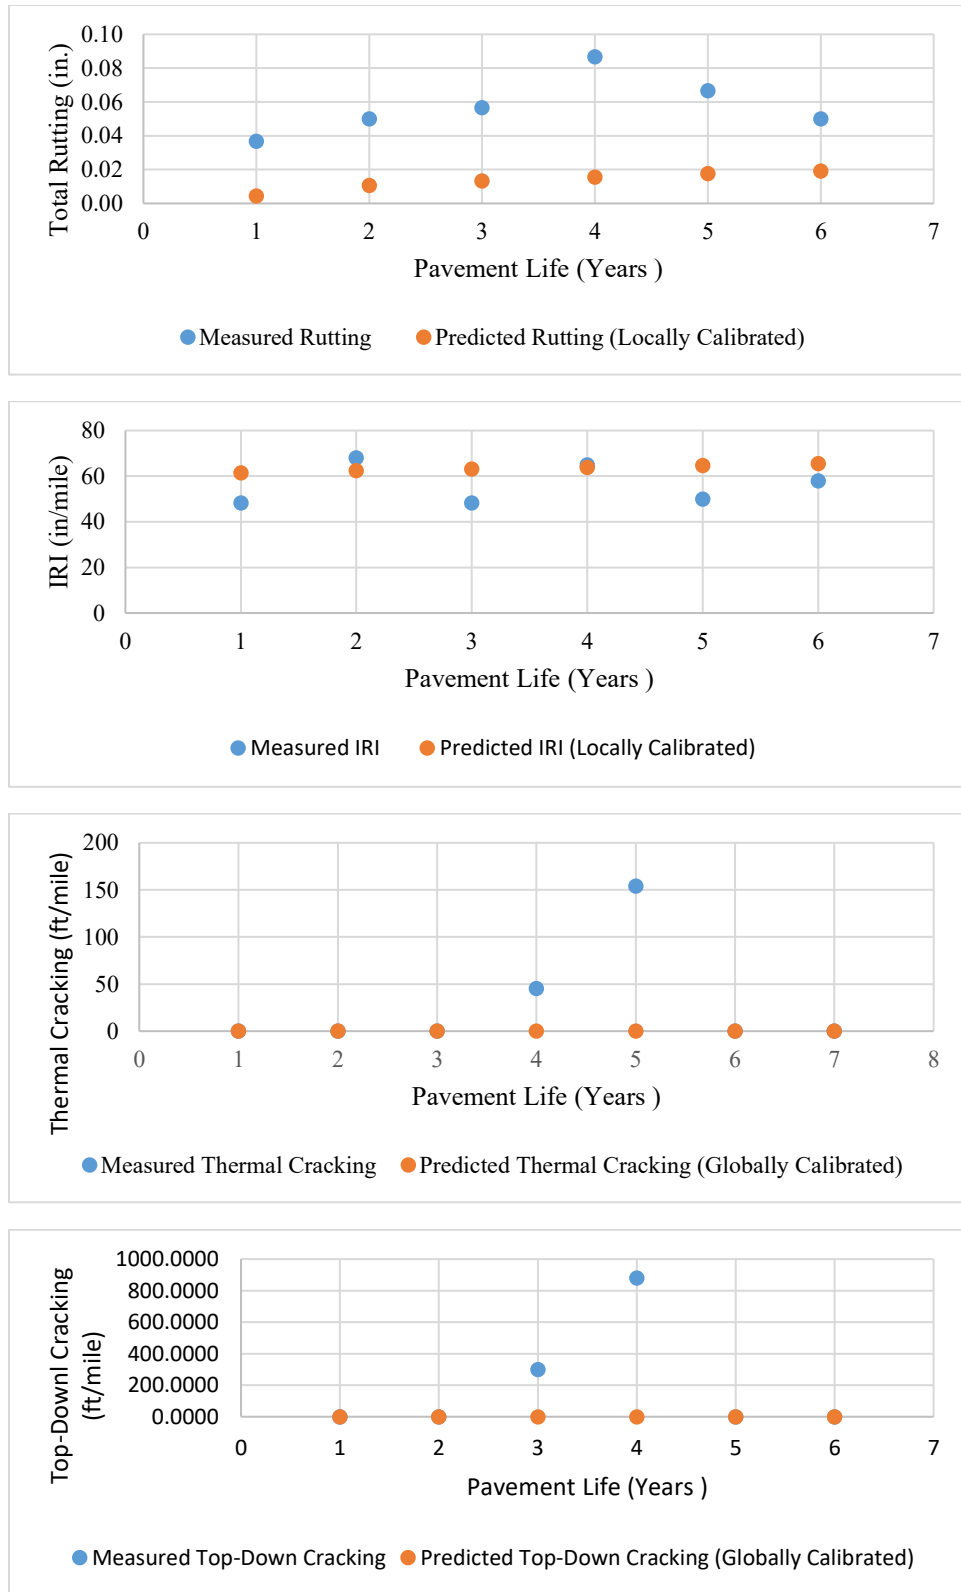 0.10
0.08
0.06
0.04
0.02
0.00
Total Rutting (in.)
0 1 2 3 4 5 6 7
Pavement Life (Years )
Measured Rutting Predicted Rutting (Locally Calibrated)
80
60
40
20
0
IRI (in/mile)
0 1 2 3 4 5 6 7
Pavement Life (Years )
Measured IRI Predicted IRI (Locally Calibrated)
200
150
100
50
0
Thermal Cracking (ft/mile)
0 1 2 3 4 5 6 7 8
Pavement Life (Years )
Measured Thermal Cracking Predicted Thermal Cracking (Globally Calibrated)
1000.0000
800.0000
600.0000
400.0000
200.0000
0.0000
Top-Downl Cracking
(ft/mile)
0 1 2 3 4 5 6 7
Pavement Life (Years )
Measured Top-Down Cracking Predicted Top-Down Cracking (Globally Calibrated)